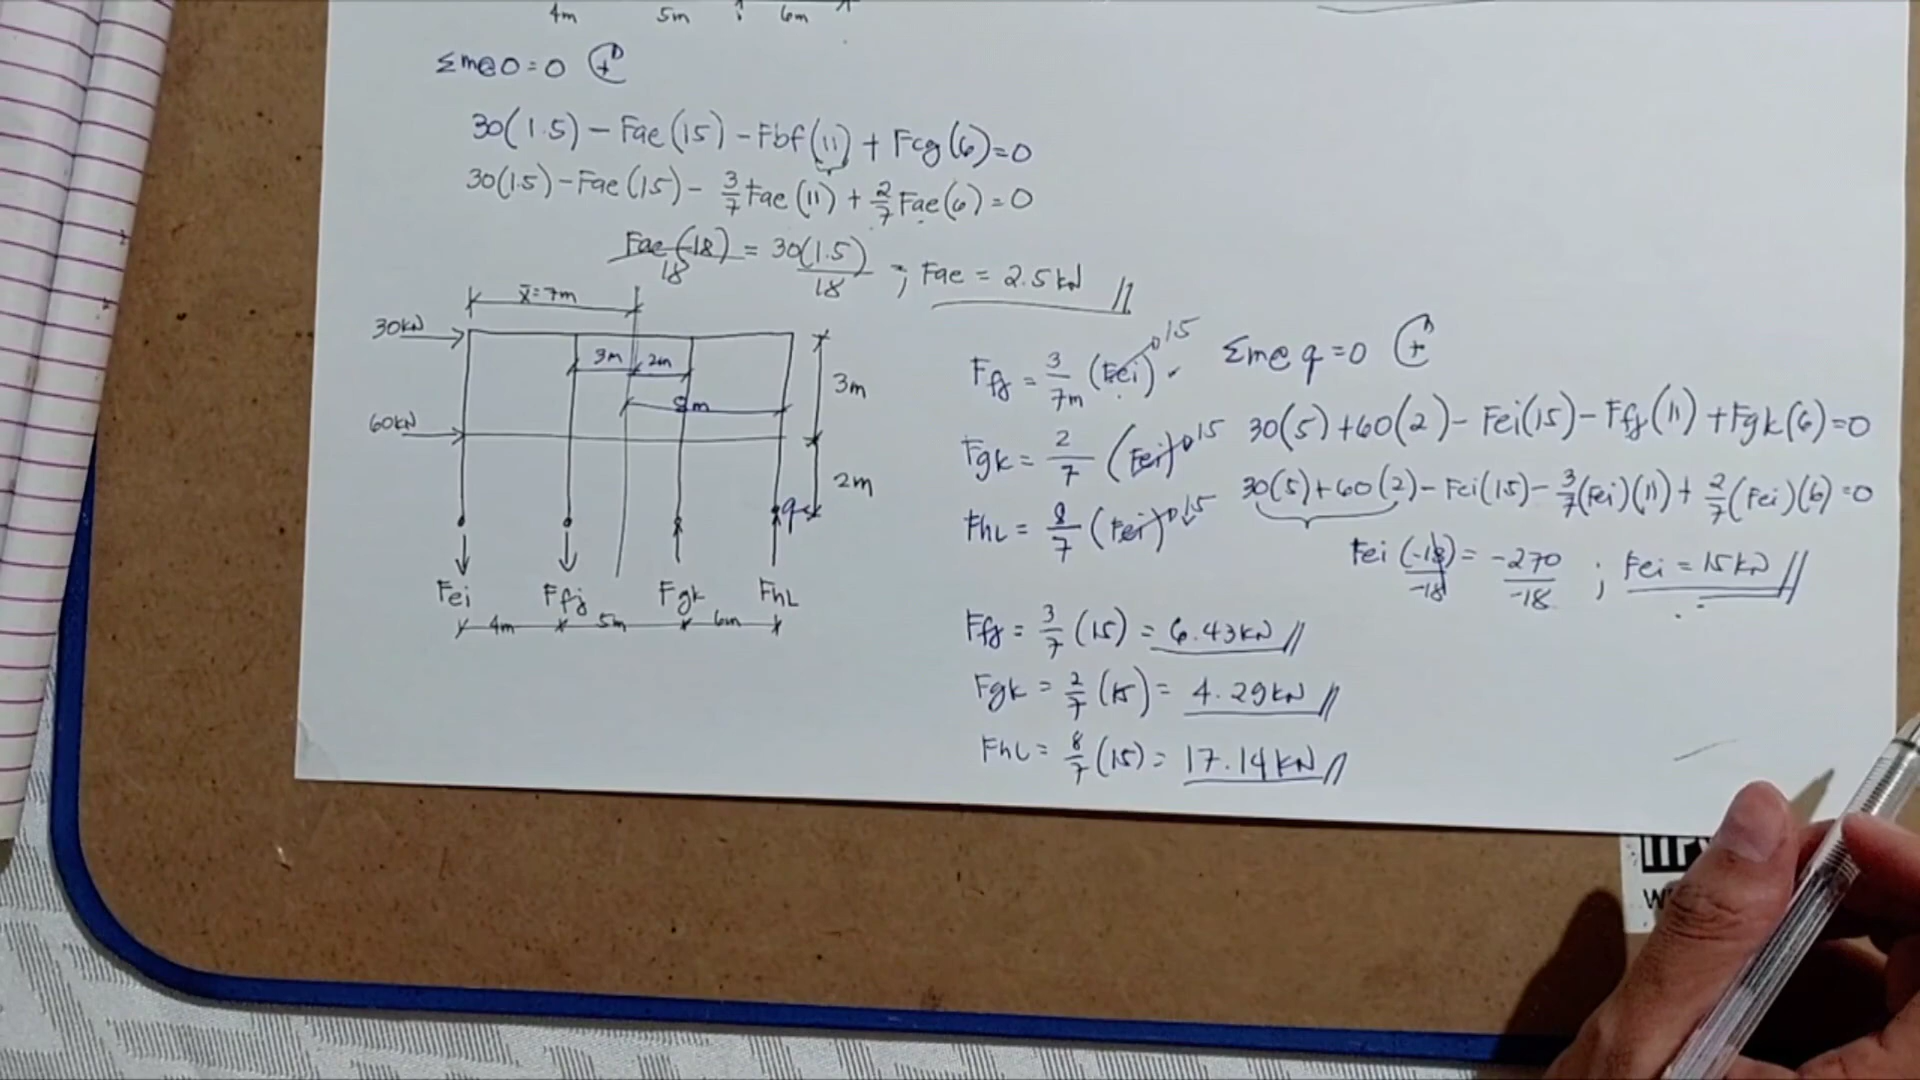 4m 5m 6m
Σm@O=0 +
30(1.5) - Fae(15) - Fbf(11) + Fcg(6)=0
30(1.5) - Fae(15) - 3/7 Fae(11) + 2/7 Fae(6)=0
Fae(18)/18 = 30(1.5)/18 ; Fae = 2.5kN //
x̄=7m
30kN
3m 2m
8m
3m
60kN
2m
q
Fei Ffj Fgk FhL
4m 5m 6m
Ffj = 3/7m (Fei) 15
Fgk = 2/7 (Fei) 15
FhL = 8/7 (Fei) 15
Σm@q=0 +
30(5)+60(2) - Fei(15) - Ffj(11) + Fgk(6)=0
30(5)+60(2) - Fei(15) - 3/7(Fei)(11) + 2/7(Fei)(6)=0
Fei(-18)/-18 = -270/-18 ; Fei = 15kN //
Ffj = 3/7 (15) = 6.43kN //
Fgk = 2/7 (15) = 4.29kN //
FhL = 8/7 (15) = 17.14kN //